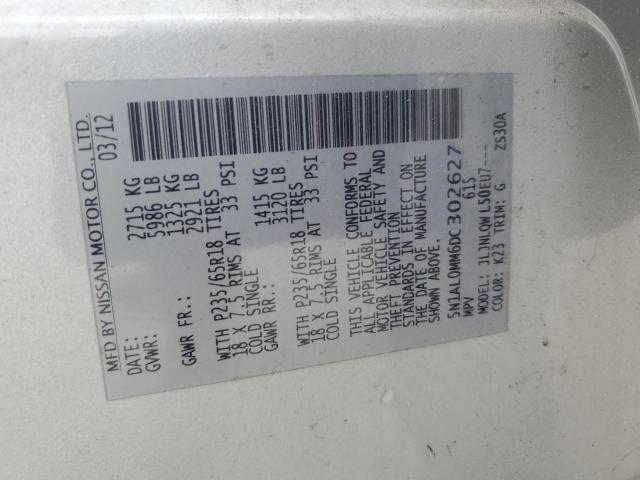 MFD BY NISSAN MOTOR CO., LTD.
DATE: 03/12
GVWR: 2715 KG
5986 LB
GAWR FR.: 1325 KG
2921 LB
WITH P235/65R18 TIRES
18 X 7.5 RIMS AT 33 PSI
COLD SINGLE
GAWR RR.: 1415 KG
3120 LB
WITH P235/65R18 TIRES
18 X 7.5 RIMS AT 33 PSI
COLD SINGLE
THIS VEHICLE CONFORMS TO
ALL APPLICABLE FEDERAL
MOTOR VEHICLE SAFETY AND
THEFT PREVENTION
STANDARDS IN EFFECT ON
THE DATE OF MANUFACTURE
SHOWN ABOVE.
5N1AL0MM6DC302627
MPV 615
MODEL: JL1NLQW L50EU7---
COLOR: K23 TRIM: G ZS30A